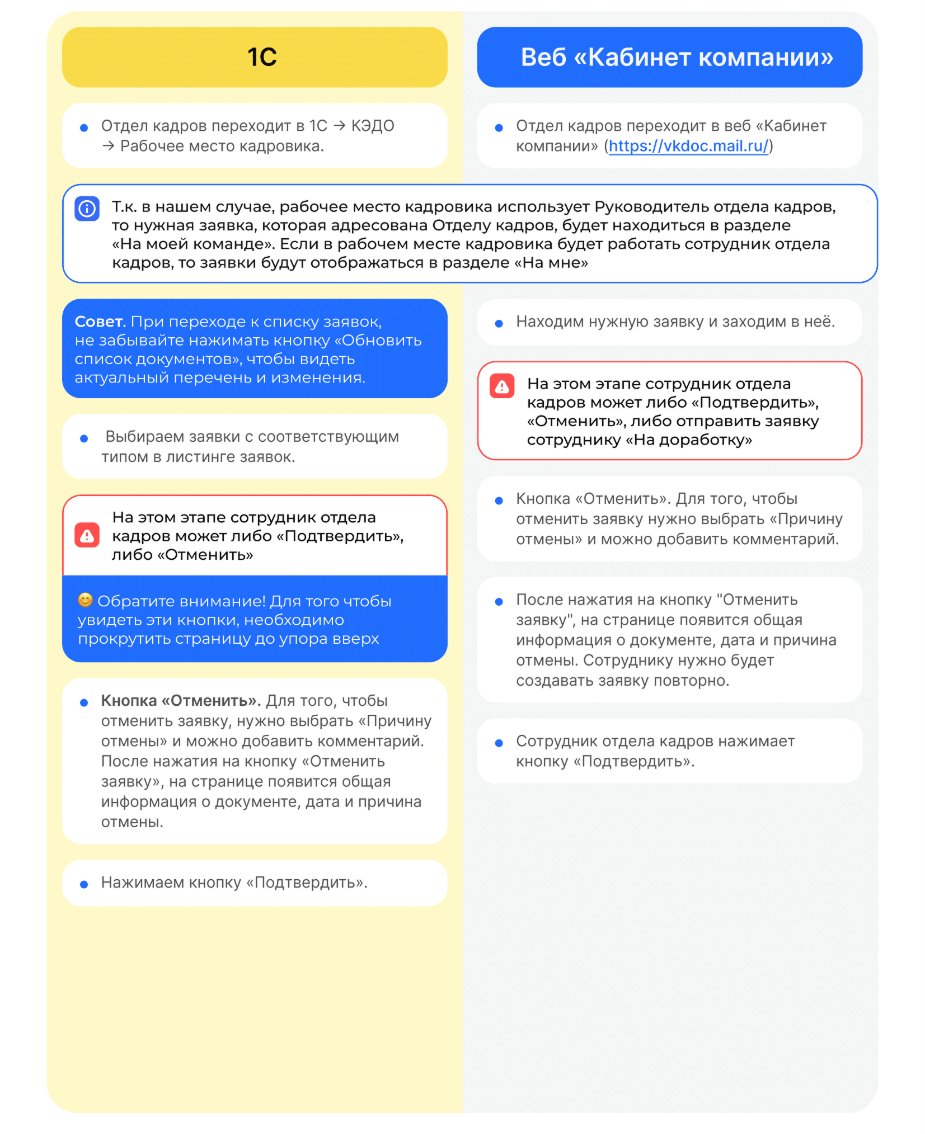 1С
Отдел кадров переходит в 1С → КЭДО
→ Рабочее место кадровика.
Веб «Кабинет компании»
Отдел кадров переходит в веб «Кабинет
компании» (https://vkdoc.mail.ru/)
Т.к. в нашем случае, рабочее место кадровика использует Руководитель отдела кадров,
то нужная заявка, которая адресована Отделу кадров, будет находиться в разделе
«На моей команде». Если в рабочем месте кадровика будет работать сотрудник отдела
кадров, то заявки будут отображаться в разделе «На мне»
Совет. При переходе к списку заявок,
не забывайте нажимать кнопку «Обновить
список документов», чтобы видеть
актуальный перечень и изменения.
Выбираем заявки с соответствующим
типом в листинге заявок.
На этом этапе сотрудник отдела
кадров может либо «Подтвердить»,
либо «Отменить»
😊 Обратите внимание! Для того чтобы
увидеть эти кнопки, необходимо
прокрутить страницу до упора вверх
Кнопка «Отменить». Для того, чтобы
отменить заявку, нужно выбрать «Причину
отмены» и можно добавить комментарий.
После нажатия на кнопку «Отменить
заявку», на странице появится общая
информация о документе, дата и причина
отмены.
Нажимаем кнопку «Подтвердить».
Находим нужную заявку и заходим в неё.
На этом этапе сотрудник отдела
кадров может либо «Подтвердить»,
«Отменить», либо отправить заявку
сотруднику «На доработку»
Кнопка «Отменить». Для того, чтобы
отменить заявку нужно выбрать «Причину
отмены» и можно добавить комментарий.
После нажатия на кнопку "Отменить
заявку", на странице появится общая
информация о документе, дата и причина
отмены. Сотруднику нужно будет
создавать заявку повторно.
Сотрудник отдела кадров нажимает
кнопку «Подтвердить».